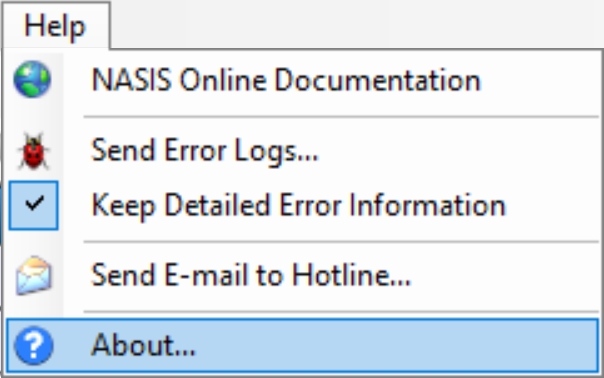 Help
NASIS Online Documentation
Send Error Logs...
Keep Detailed Error Information
Send E-mail to Hotline...
About...